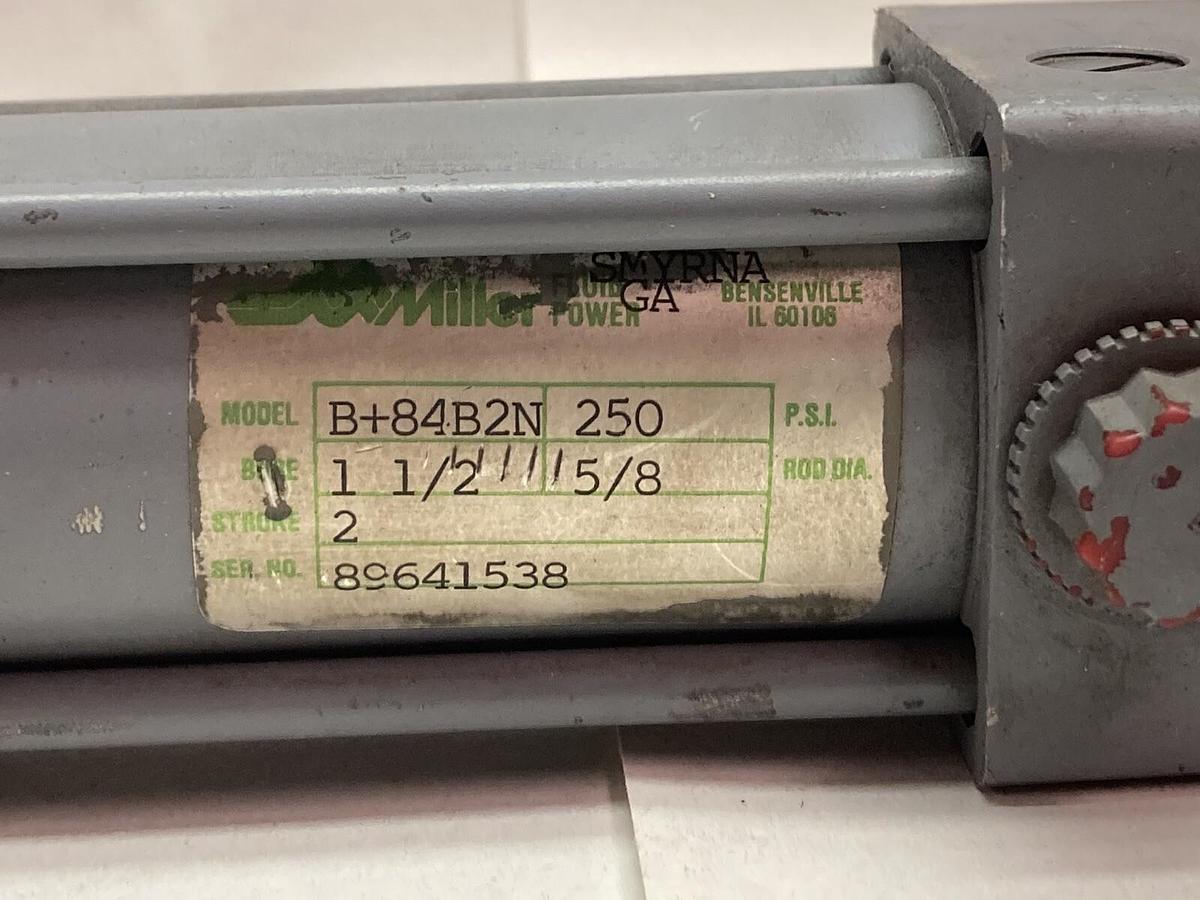 SMYRNA
GA
Miller FLUID POWER BENSENVILLE IL 60106
MODEL B+84B2N 250 P.S.I.
BORE 1 1/2 5/8 ROD DIA.
STROKE 2
SER. NO. 89641538